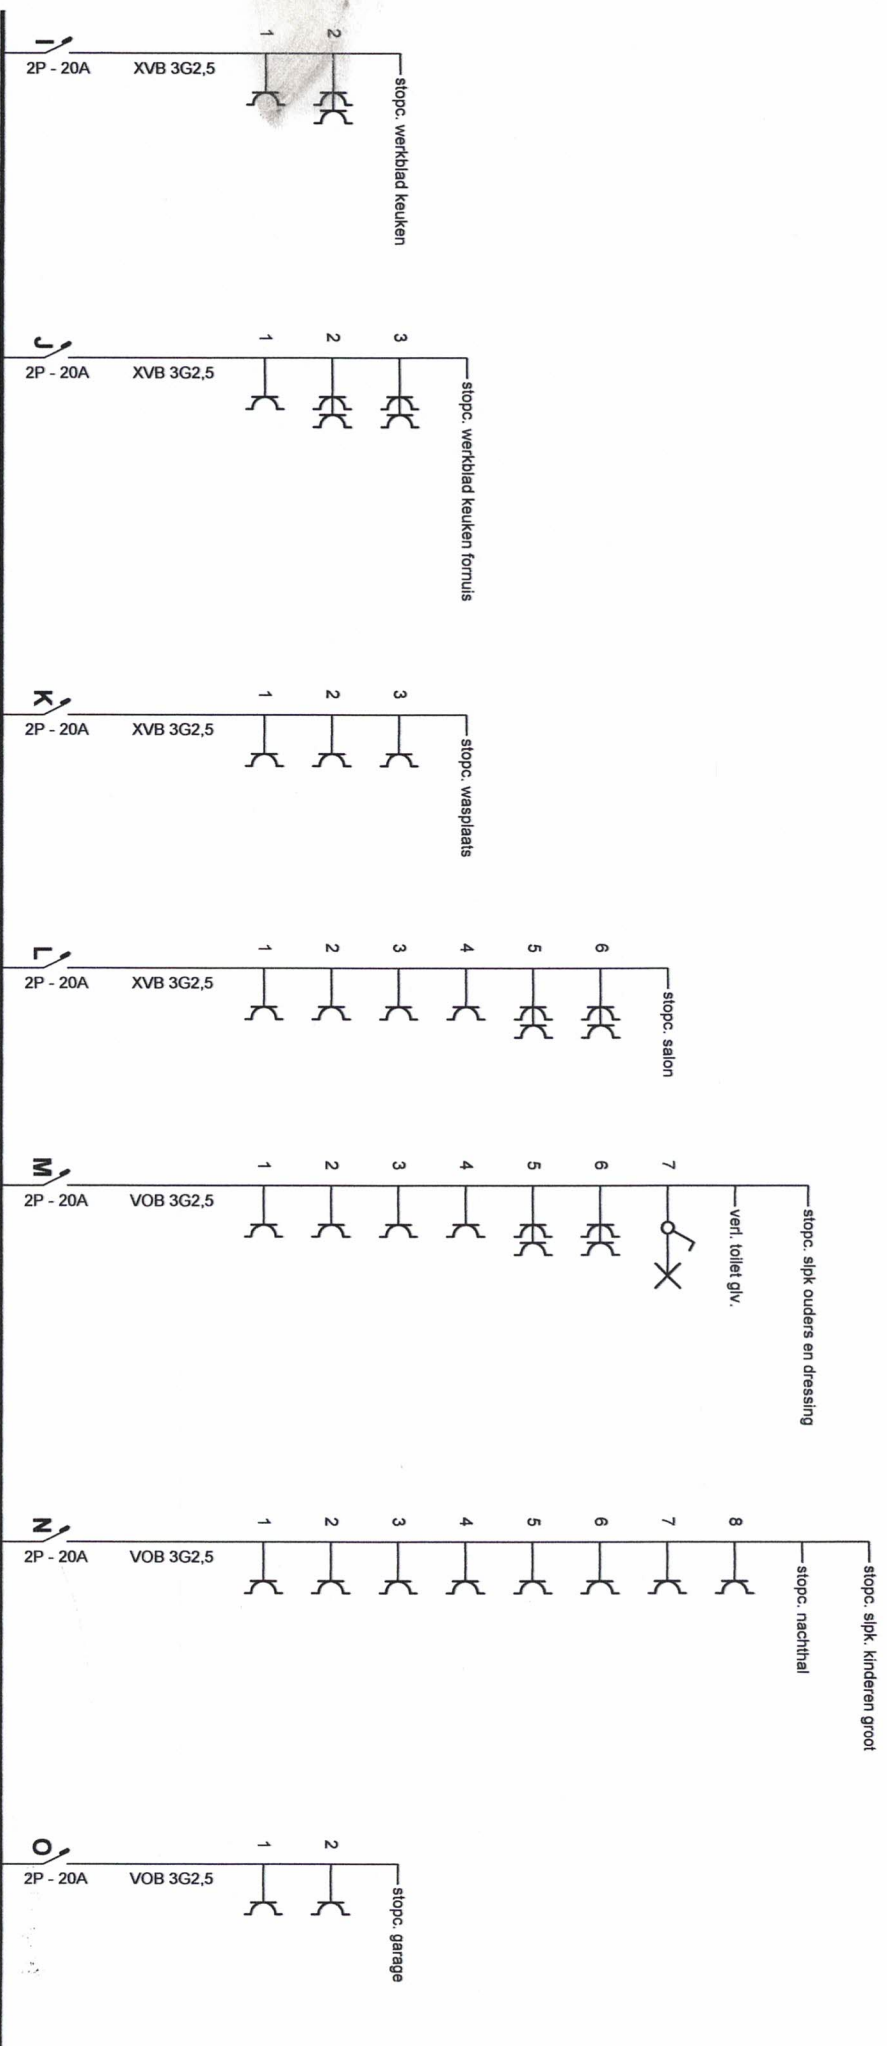 I
2P - 20A
XVB 3G2,5
1
2
stopc. werkblad keuken
J
2P - 20A
XVB 3G2,5
1
2
3
stopc. werkblad keuken fornuis
K
2P - 20A
XVB 3G2,5
1
2
3
stopc. wasplaats
L
2P - 20A
XVB 3G2,5
1
2
3
4
5
6
stopc. salon
M
2P - 20A
VOB 3G2,5
1
2
3
4
5
6
7
verl. toilet glv.
stopc. slpk ouders en dressing
N
2P - 20A
VOB 3G2,5
1
2
3
4
5
6
7
8
stopc. nachthal
stopc. slpk. kinderen groot
O
2P - 20A
VOB 3G2,5
1
2
stopc. garage